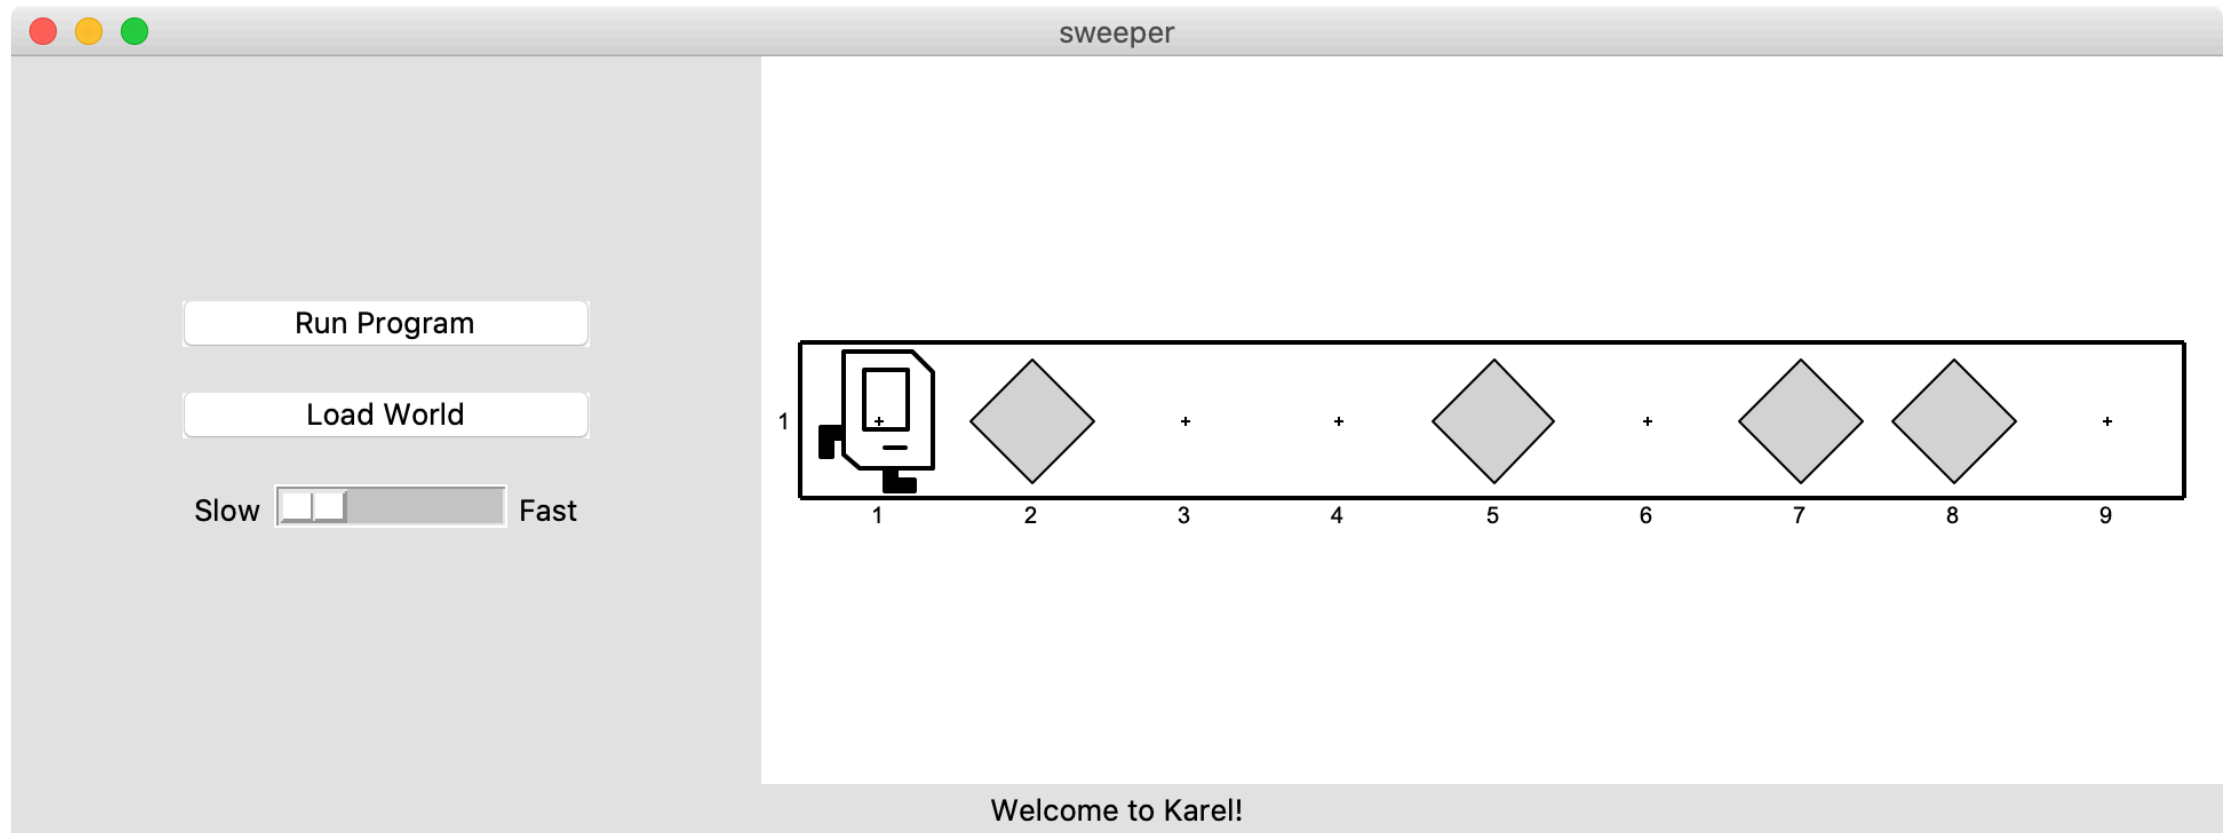 sweeper
Run Program
Load World
Slow Fast
1
1 2 3 4 5 6 7 8 9
Welcome to Karel!